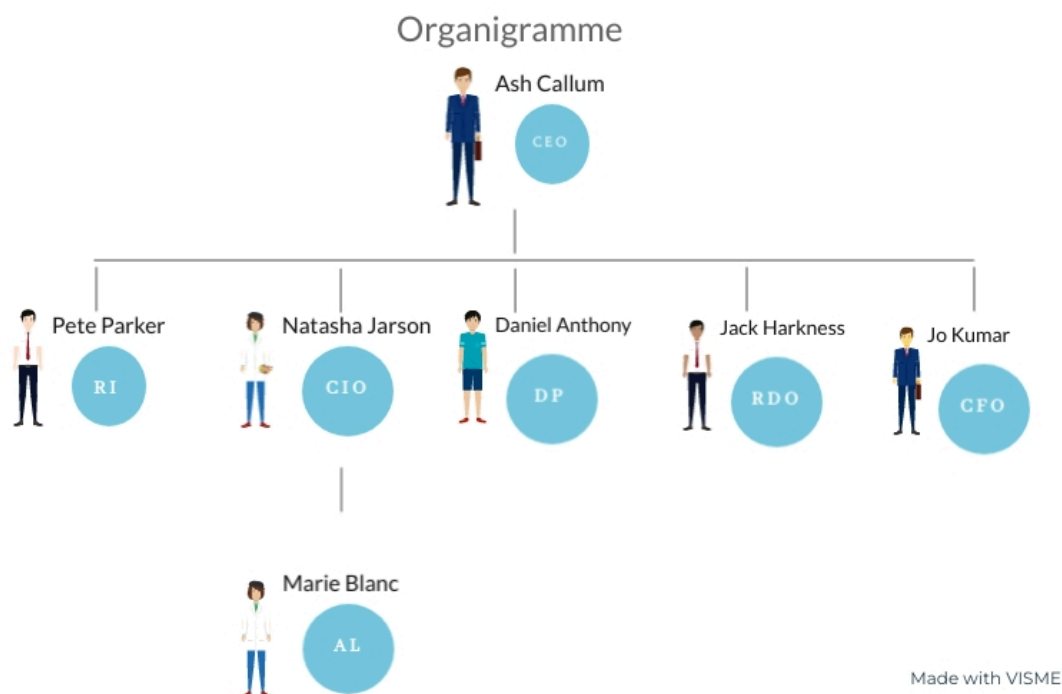 Organigramme
Ash Callum
CEO
Pete Parker
RI
Natasha Jarson
CIO
Daniel Anthony
DP
Jack Harkness
RDO
Jo Kumar
CFO
Marie Blanc
AL
Made with VISME